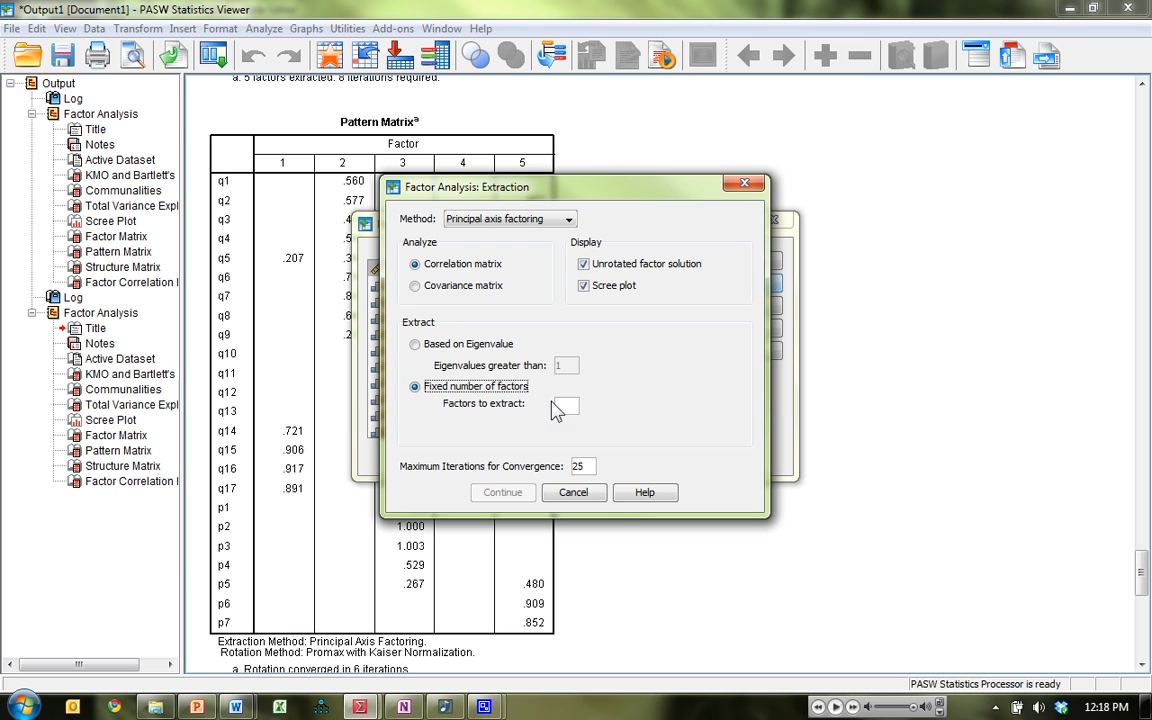 *Output1 [Document1] - PASW Statistics Viewer
File Edit View Data Transform Insert Format Analyze Graphs Utilities Add-ons Window Help
Output
Log
Factor Analysis
Title
Notes
Active Dataset
KMO and Bartlett's
Communalities
Total Variance Expl
Scree Plot
Factor Matrix
Pattern Matrix
Structure Matrix
Factor Correlation
Log
Factor Analysis
Title
Notes
Active Dataset
KMO and Bartlett's
Communalities
Total Variance Expl
Scree Plot
Factor Matrix
Pattern Matrix
Structure Matrix
Factor Correlation
a. 5 factors extracted. 8 iterations required.
Pattern Matrixa
Factor
1 2 3 4 5
q1 .560
q2 .577
q3
q4
q5 .207
q6
q7
q8
q9
q10
q11
q12
q13
q14 .721
q15 .906
q16 .917
q17 .891
p1
p2 1.000
p3 1.003
p4 .529
p5 .267 .480
p6 .909
p7 .852
Extraction Method: Principal Axis Factoring.
Rotation Method: Promax with Kaiser Normalization.
a. Rotation converged in 6 iterations.
Factor Analysis: Extraction
Method: Principal axis factoring
Analyze
Correlation matrix
Covariance matrix
Display
Unrotated factor solution
Scree plot
Extract
Based on Eigenvalue
Eigenvalues greater than: 1
Fixed number of factors
Factors to extract:
Maximum Iterations for Convergence: 25
Continue Cancel Help
PASW Statistics Processor is ready
12:18 PM